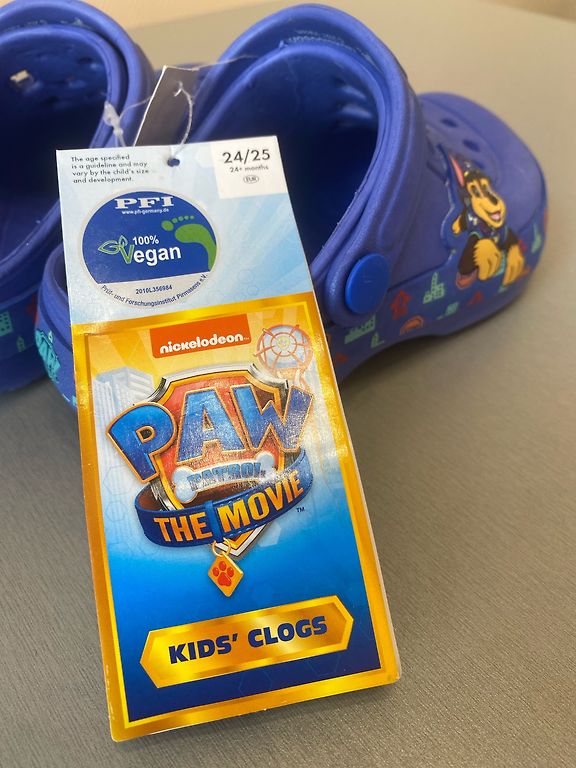 The age specified
is a guideline and may
vary by the child's size
and development.
24/25
24+ months
EUR
PFI
www.pfi-germany.de
100%
Vegan
2010L356984
Prüf- und Forschungsinstitut Pirmasens e.V.
nickelodeon
PAW
PATROL
THE MOVIE™
KIDS' CLOGS